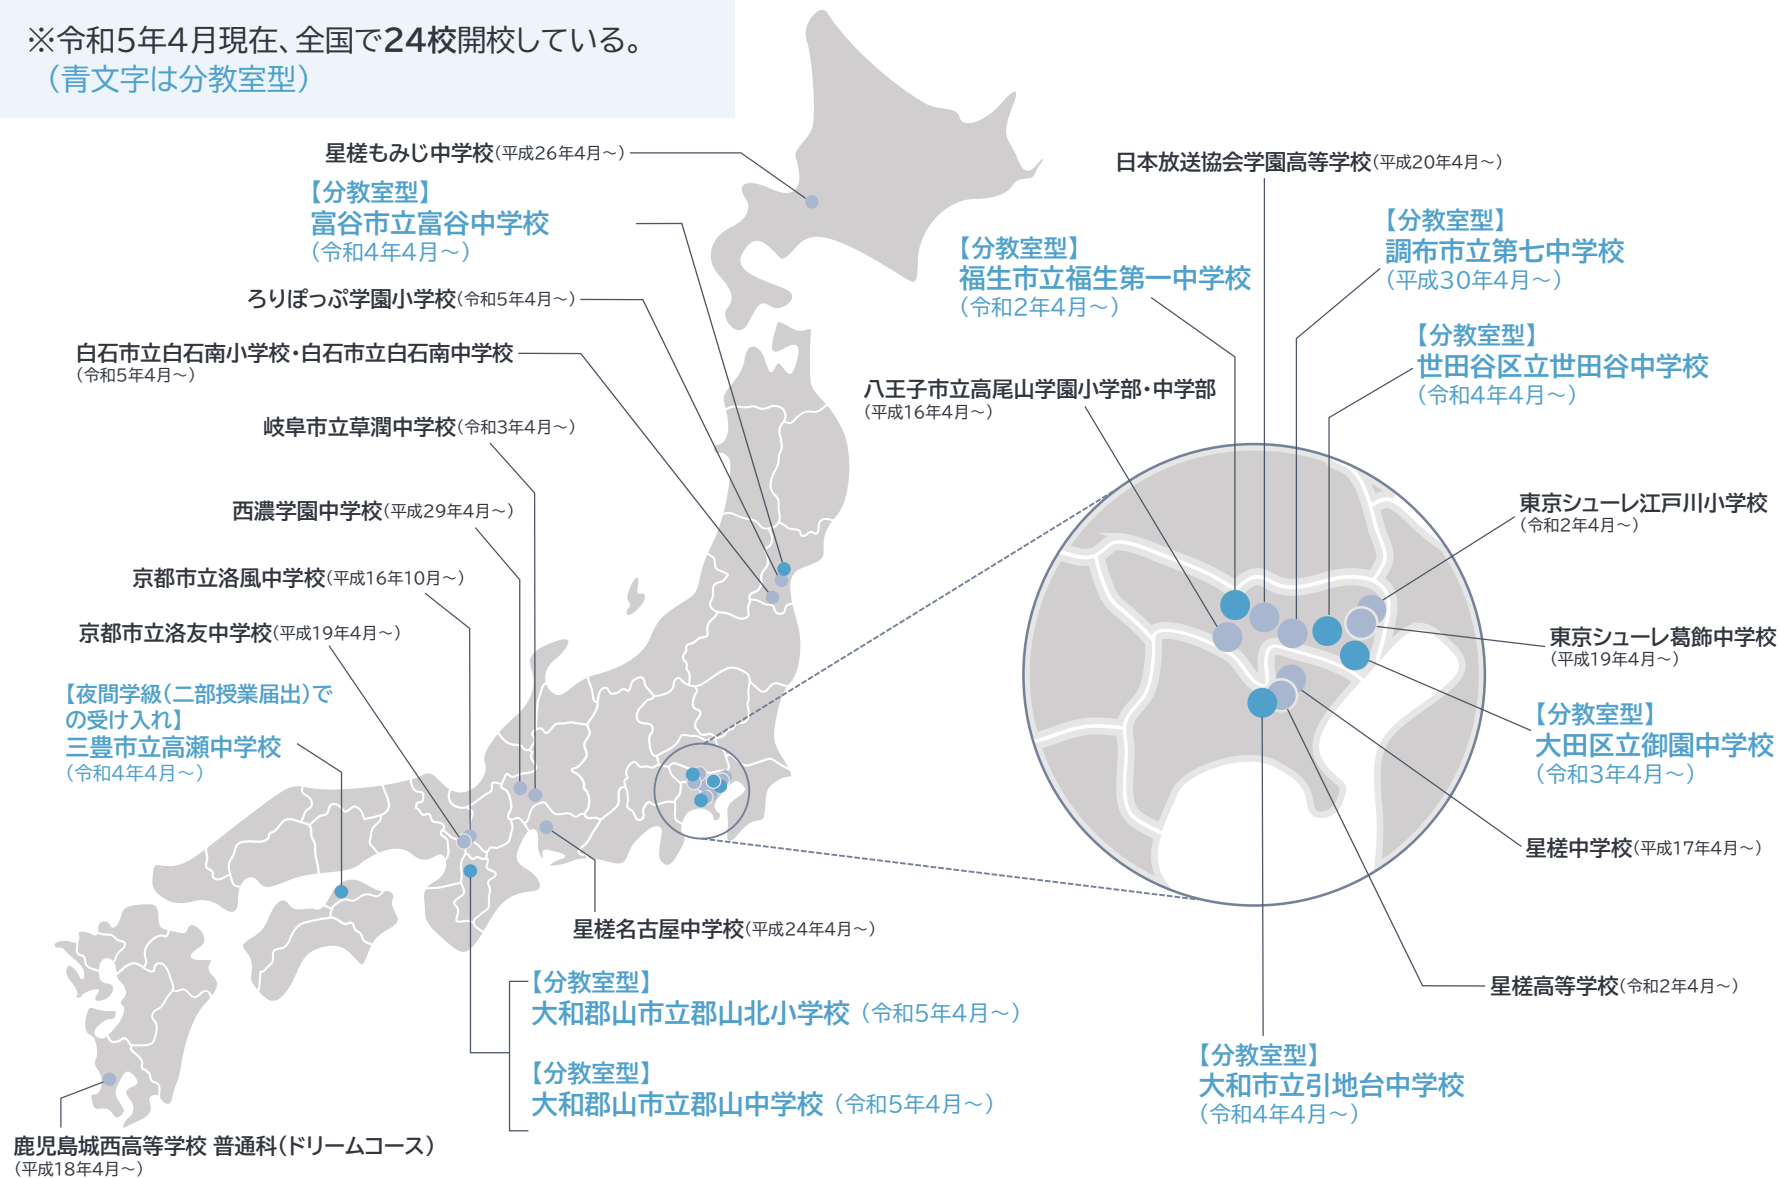 ※令和5年4月現在、全国で24校開校している。
（青文字は分教室型）
星槎もみじ中学校（平成26年4月～）
【分教室型】
富谷市立富谷中学校
（令和4年4月～）
ろりぽっぷ学園小学校（令和5年4月～）
白石市立白石南小学校・白石市立白石南中学校
（令和5年4月～）
岐阜市立草潤中学校（令和3年4月～）
西濃学園中学校（平成29年4月～）
京都市立洛風中学校（平成16年10月～）
京都市立洛友中学校（平成19年4月～）
【夜間学級（二部授業届出）で
の受け入れ】
三豊市立高瀬中学校
（令和4年4月～）
鹿児島城西高等学校 普通科（ドリームコース）
（平成18年4月～）
星槎名古屋中学校（平成24年4月～）
【分教室型】
大和郡山市立郡山北小学校（令和5年4月～）
【分教室型】
大和郡山市立郡山中学校（令和5年4月～）
日本放送協会学園高等学校（平成20年4月～）
【分教室型】
福生市立福生第一中学校
（令和2年4月～）
【分教室型】
調布市立第七中学校
（平成30年4月～）
【分教室型】
世田谷区立世田谷中学校
（令和4年4月～）
八王子市立高尾山学園小学部・中学部
（平成16年4月～）
東京シューレ江戸川小学校
（令和2年4月～）
東京シューレ葛飾中学校
（平成19年4月～）
【分教室型】
大田区立御園中学校
（令和3年4月～）
星槎中学校（平成17年4月～）
星槎高等学校（令和2年4月～）
【分教室型】
大和市立引地台中学校
（令和4年4月～）